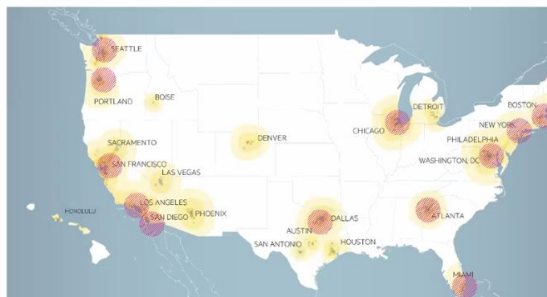 SEATTLE
PORTLAND
BOISE
SACRAMENTO
SAN FRANCISCO
LAS VEGAS
LOS ANGELES
SAN DIEGO
PHOENIX
HONOLULU
DENVER
DALLAS
AUSTIN
SAN ANTONIO
HOUSTON
CHICAGO
DETROIT
BOSTON
NEW YORK
PHILADELPHIA
WASHINGTON, DC
ATLANTA
MIAMI